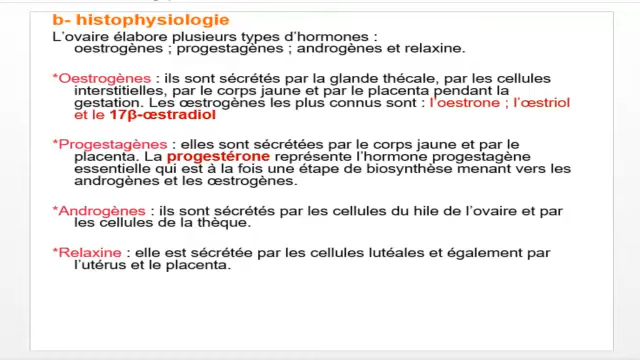 b- histophysiologie
L'ovaire élabore plusieurs types d'hormones :
oestrogènes ; progestagènes ; androgènes et relaxine.
*Oestrogènes : ils sont sécrétés par la glande thécale, par les cellules
interstitielles, par le corps jaune et par le placenta pendant la
gestation. Les œstrogènes les plus connus sont : l'oestrone; l'œstriol
et le 17β-œstradiol
*Progestagènes : elles sont sécrétées par le corps jaune et par le
placenta. La progestérone représente l'hormone progestagène
essentielle qui est à la fois une étape de biosynthèse menant vers les
androgènes et les œstrogènes.
*Androgènes : ils sont sécrétés par les cellules du hile de l'ovaire et par
les cellules de la thèque.
*Relaxine : elle est sécrétée par les cellules lutéales et également par
l'utérus et le placenta.